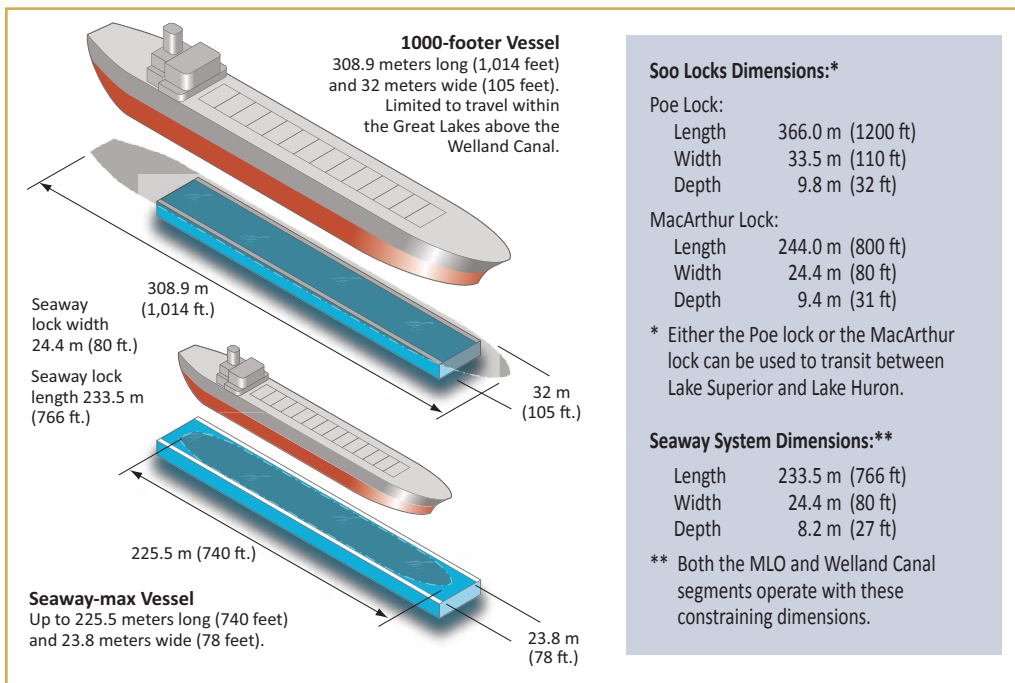 1000-footer Vessel
308.9 meters long (1,014 feet)
and 32 meters wide (105 feet).
Limited to travel within
the Great Lakes above the
Welland Canal.
308.9 m
(1,014 ft.)
32 m
(105 ft.)
Seaway
lock width
24.4 m (80 ft.)
Seaway lock
length 233.5 m
(766 ft.)
225.5 m (740 ft.)
23.8 m
(78 ft.)
Seaway-max Vessel
Up to 225.5 meters long (740 feet)
and 23.8 meters wide (78 feet).
Soo Locks Dimensions:*
Poe Lock:
Length 366.0 m (1200 ft)
Width 33.5 m (110 ft)
Depth 9.8 m (32 ft)
MacArthur Lock:
Length 244.0 m (800 ft)
Width 24.4 m (80 ft)
Depth 9.4 m (31 ft)
* Either the Poe lock or the MacArthur
lock can be used to transit between
Lake Superior and Lake Huron.
Seaway System Dimensions:**
Length 233.5 m (766 ft)
Width 24.4 m (80 ft)
Depth 8.2 m (27 ft)
** Both the MLO and Welland Canal
segments operate with these
constraining dimensions.